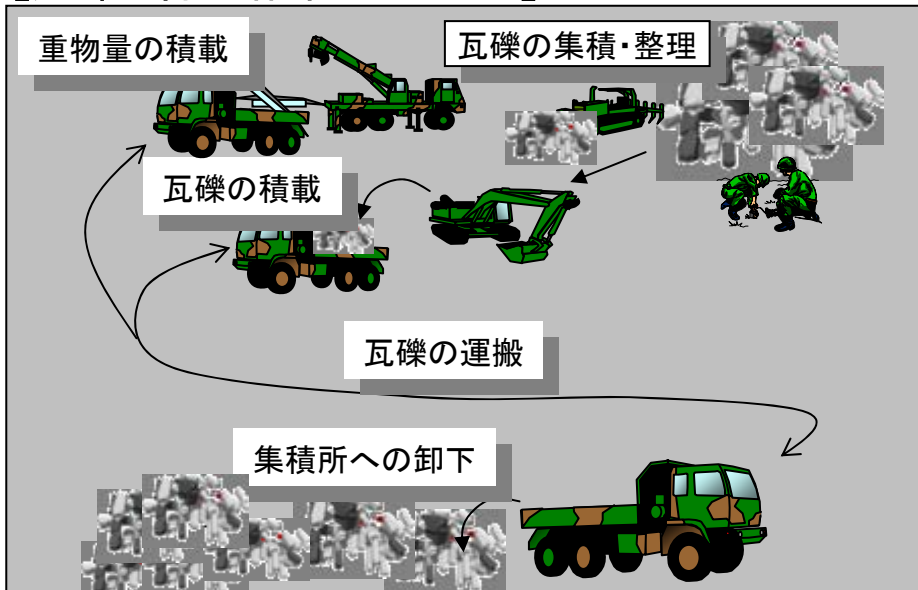 重物量の積載
瓦礫の集積・整理
瓦礫の積載
瓦礫の運搬
集積所への卸下